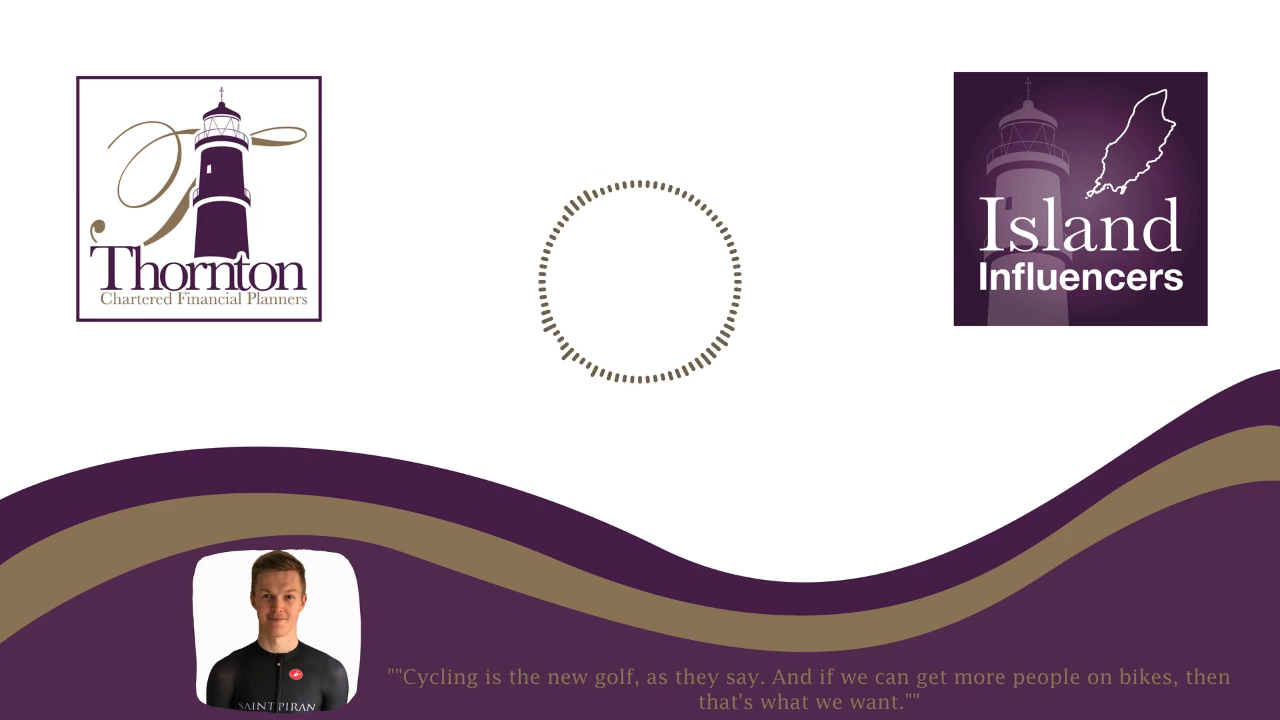 Thornton
Chartered Financial Planners
Island
Influencers
SAINT PIRAN
""Cycling is the new golf, as they say. And if we can get more people on bikes, then
that's what we want.""